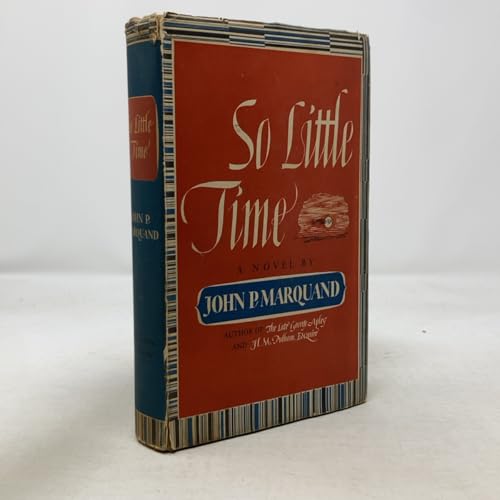 So Little
Time
A NOVEL BY
JOHN P. MARQUAND
AUTHOR OF The Late George Apley
AND H. M. Pulham, Esquire
So Little
Time
JOHN P.
MARQUAND